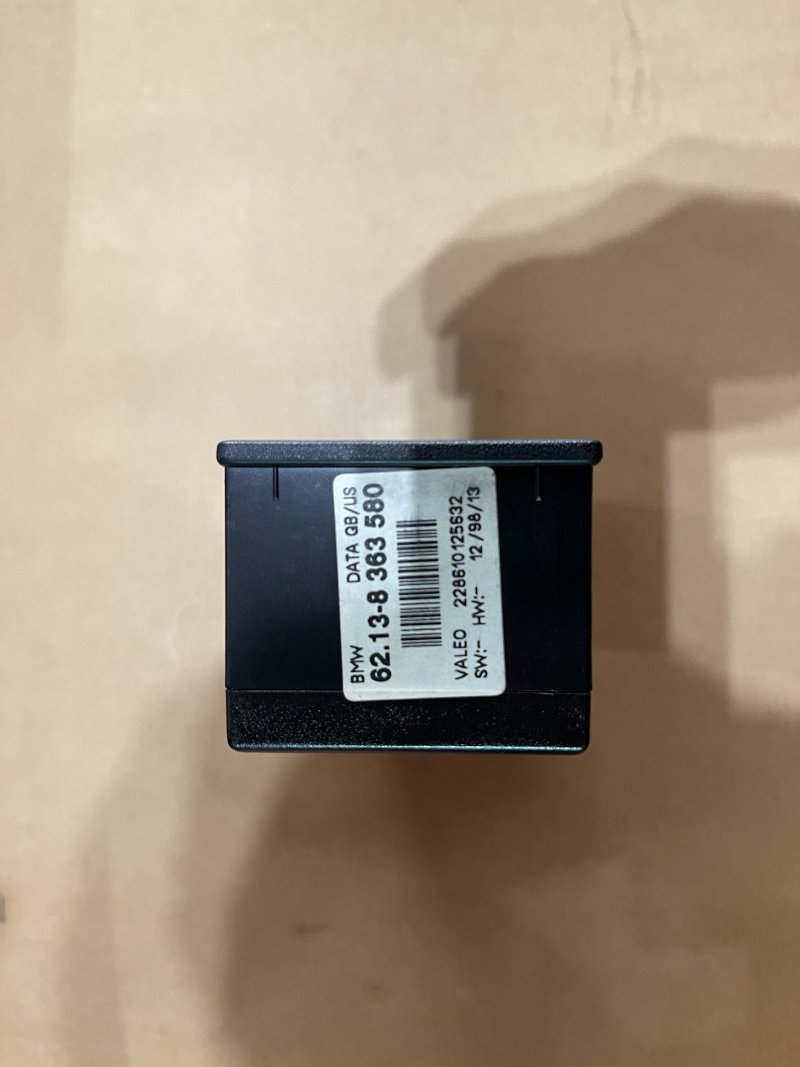 BMW DATA GB/US
62.13-8 363 580
VALEO 228610125632
SW:- HW:- 12/98/13